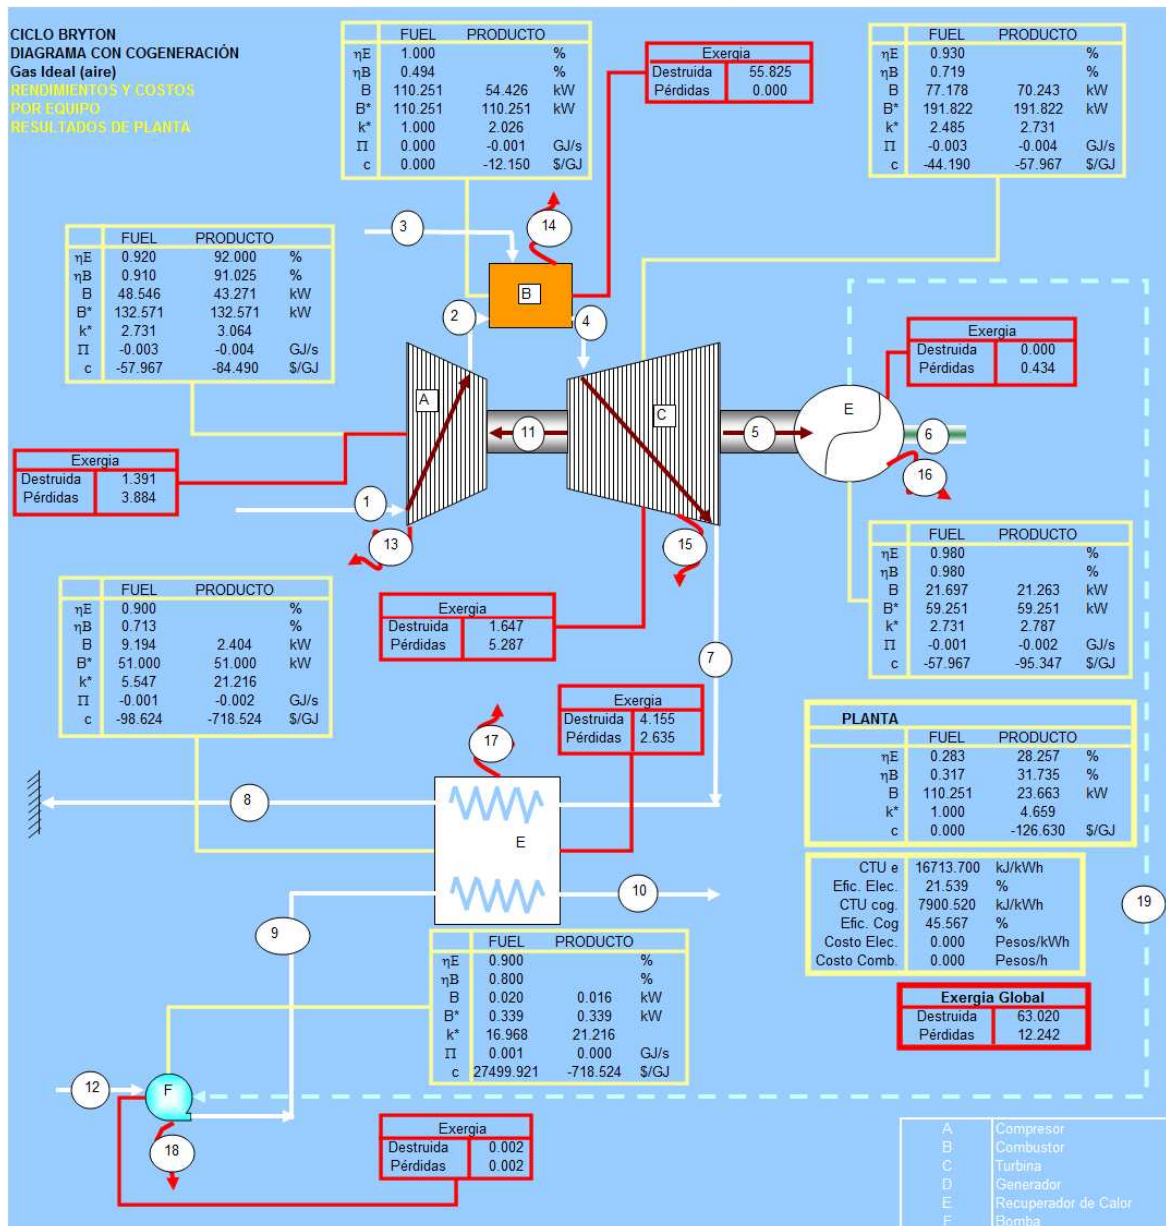 CICLO BRYTON
DIAGRAMA CON COGENERACIÓN
Gas Ideal (aire)
RENDIMIENTOS Y COSTOS
POR EQUIPO
RESULTADOS DE PLANTA
FUEL PRODUCTO
ηE 1.000 %
ηB 0.494 %
B 110.251 54.426 kW
B* 110.251 110.251 kW
k* 1.000 2.026
Π 0.000 -0.001 GJ/s
c 0.000 -12.150 $/GJ
Exergia
Destruida 55.825
Pérdidas 0.000
FUEL PRODUCTO
ηE 0.930 %
ηB 0.719 %
B 77.178 70.243 kW
B* 191.822 191.822 kW
k* 2.485 2.731
Π -0.003 -0.004 GJ/s
c -44.190 -57.967 $/GJ
FUEL PRODUCTO
ηE 0.920 92.000 %
ηB 0.910 91.025 %
B 48.546 43.271 kW
B* 132.571 132.571 kW
k* 2.731 3.064
Π -0.003 -0.004 GJ/s
c -57.967 -84.490 $/GJ
3
14
B
2
4
Exergia
Destruida 0.000
Pérdidas 0.434
A
C
E
11
5
6
16
Exergia
Destruida 1.391
Pérdidas 3.884
1
13
15
FUEL PRODUCTO
ηE 0.980 %
ηB 0.980 %
B 21.697 21.263 kW
B* 59.251 59.251 kW
k* 2.731 2.787
Π -0.001 -0.002 GJ/s
c -57.967 -95.347 $/GJ
FUEL PRODUCTO
ηE 0.900 %
ηB 0.713 %
B 9.194 2.404 kW
B* 51.000 51.000 kW
k* 5.547 21.216
Π -0.001 -0.002 GJ/s
c -98.624 -718.524 $/GJ
Exergia
Destruida 1.647
Pérdidas 5.287
7
Exergia
Destruida 4.155
Pérdidas 2.635
17
PLANTA
FUEL PRODUCTO
ηE 0.283 28.257 %
ηB 0.317 31.735 %
B 110.251 23.663 kW
k* 1.000 4.659
c 0.000 -126.630 $/GJ
8
E
10
9
CTU e 16713.700 kJ/kWh
Efic. Elec. 21.539 %
CTU cog. 7900.520 kJ/kWh
Efic. Cog 45.567 %
Costo Elec. 0.000 Pesos/kWh
Costo Comb. 0.000 Pesos/h
19
FUEL PRODUCTO
ηE 0.900 %
ηB 0.800 %
B 0.020 0.016 kW
B* 0.339 0.339 kW
k* 16.968 21.216
Π 0.001 0.000 GJ/s
c 27499.921 -718.524 $/GJ
Exergia Global
Destruida 63.020
Pérdidas 12.242
12
F
18
Exergia
Destruida 0.002
Pérdidas 0.002
A Compresor
B Combustor
C Turbina
D Generador
E Recuperador de Calor
F Bomba